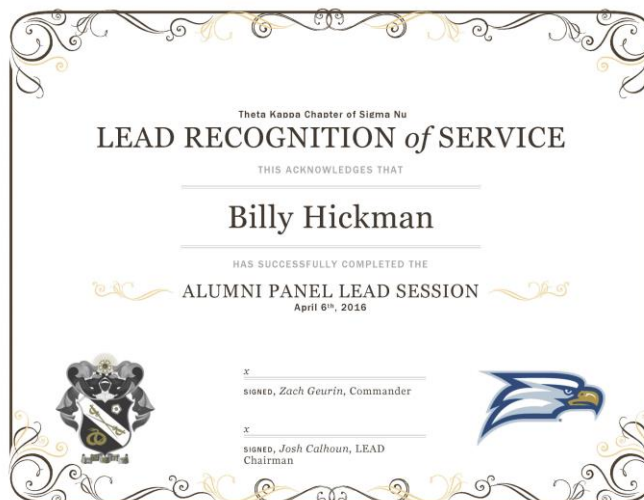 Theta Kappa Chapter of Sigma Nu
LEAD RECOGNITION of SERVICE
THIS ACKNOWLEDGES THAT
Billy Hickman
HAS SUCCESSFULLY COMPLETED THE
ALUMNI PANEL LEAD SESSION
April 6th, 2016
x
SIGNED, Zach Geurin, Commander
x
SIGNED, Josh Calhoun, LEAD
Chairman